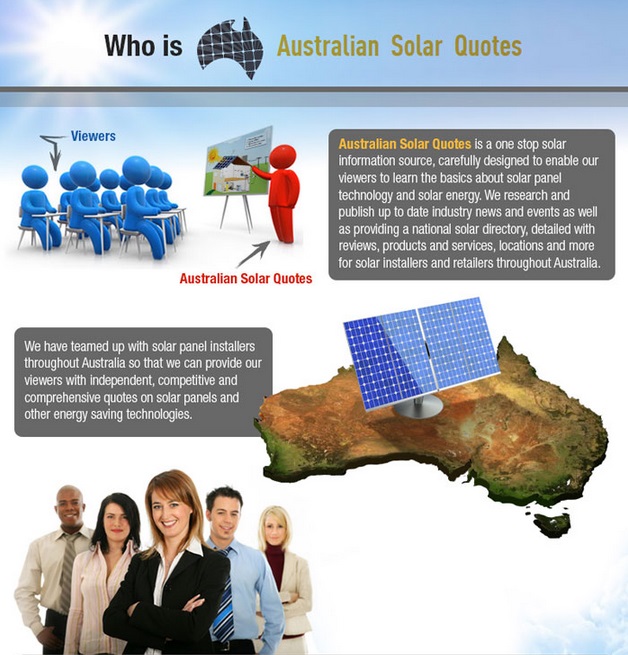 Who is Australian Solar Quotes
Viewers
Australian Solar Quotes
Australian Solar Quotes is a one stop solar
information source, carefully designed to enable our
viewers to learn the basics about solar panel
technology and solar energy. We research and
publish up to date industry news and events as well
as providing a national solar directory, detailed with
reviews, products and services, locations and more
for solar installers and retailers throughout Australia.
We have teamed up with solar panel installers
throughout Australia so that we can provide our
viewers with independent, competitive and
comprehensive quotes on solar panels and
other energy saving technologies.